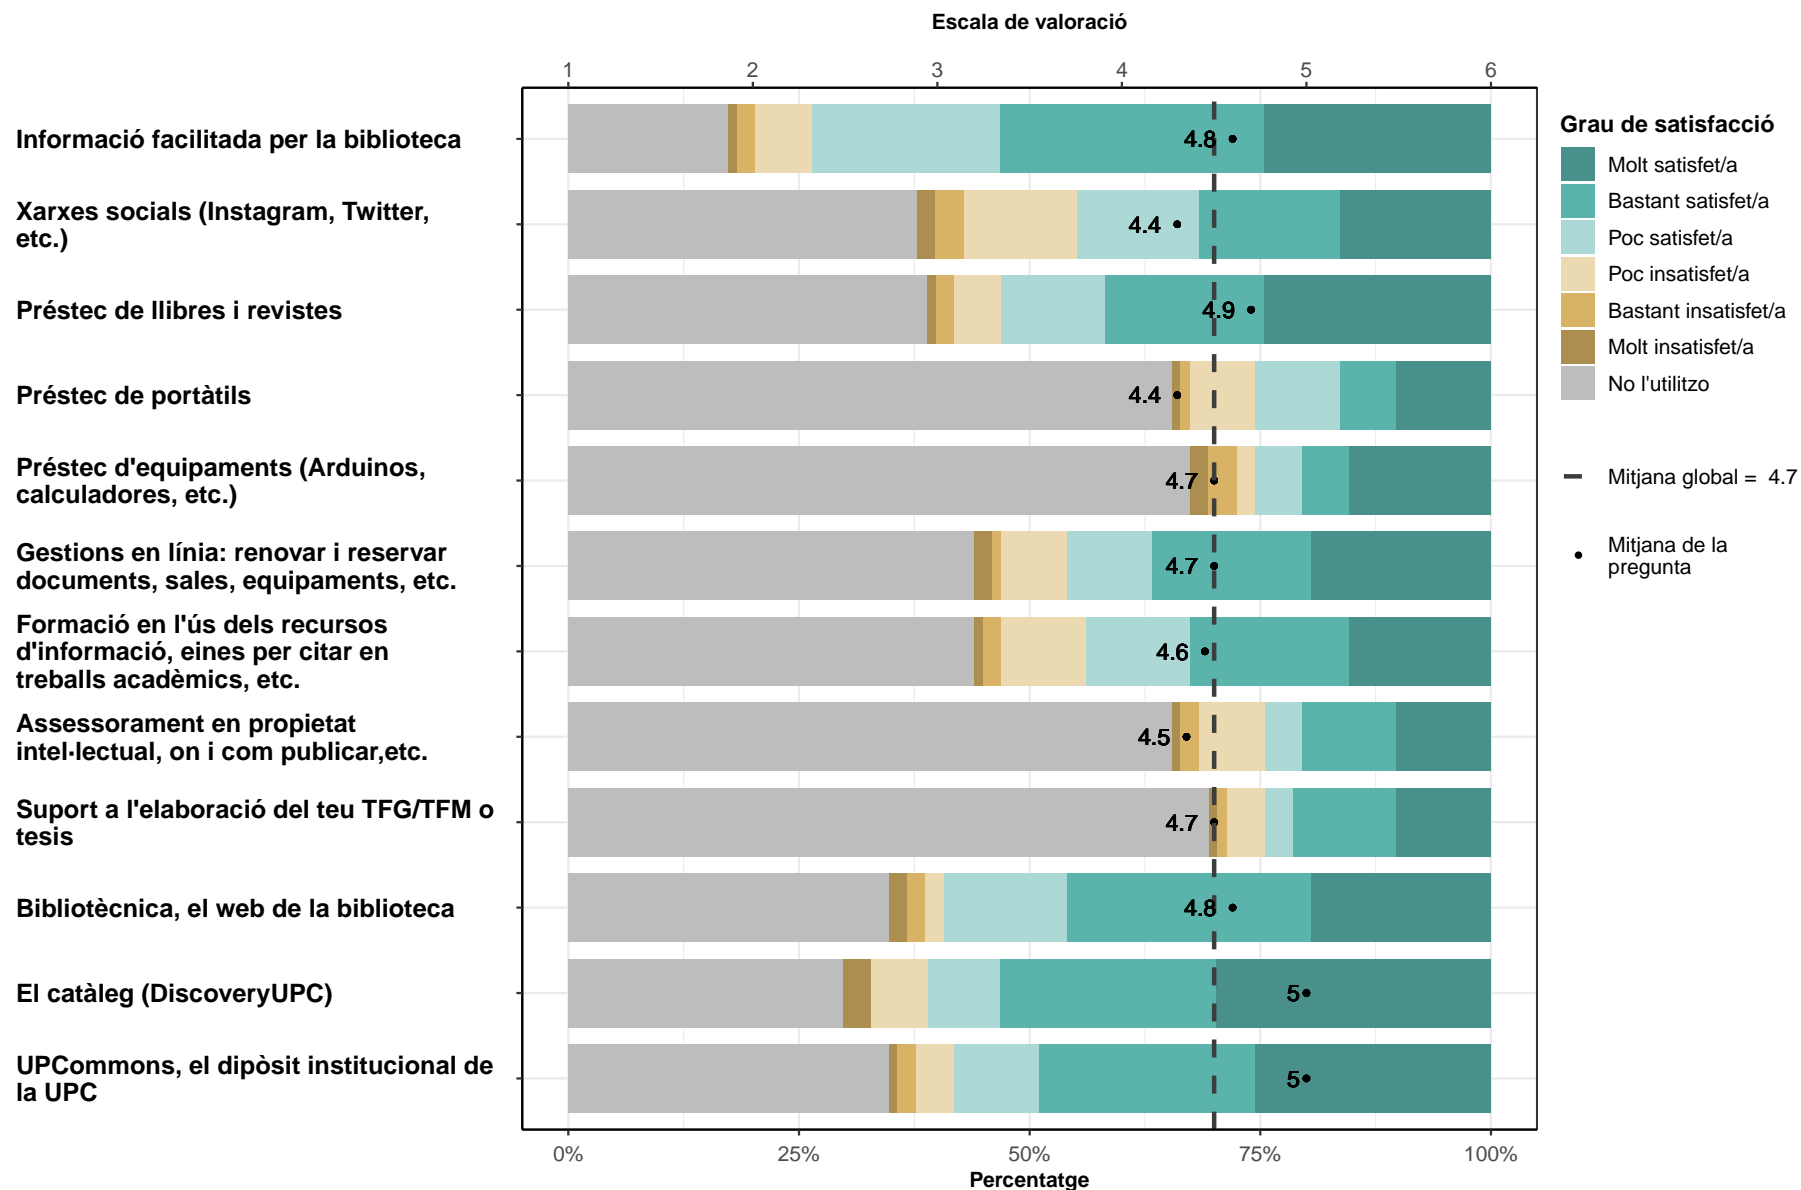 Escala de valoració
1 2 3 4 5 6
Informació facilitada per la biblioteca
4.8
Xarxes socials (Instagram, Twitter,
etc.)
4.4
Préstec de llibres i revistes
4.9
Préstec de portàtils
4.4
Préstec d'equipaments (Arduinos,
calculadores, etc.)
4.7
Gestions en línia: renovar i reservar
documents, sales, equipaments, etc.
4.7
Formació en l'ús dels recursos
d'informació, eines per citar en
treballs acadèmics, etc.
4.6
Assessorament en propietat
intel·lectual, on i com publicar,etc.
4.5
Suport a l'elaboració del teu TFG/TFM o
tesis
4.7
Bibliotècnica, el web de la biblioteca
4.8
El catàleg (DiscoveryUPC)
5
UPCommons, el dipòsit institucional de
la UPC
5
0% 25% 50% 75% 100%
Percentatge
Grau de satisfacció
Molt satisfet/a
Bastant satisfet/a
Poc satisfet/a
Poc insatisfet/a
Bastant insatisfet/a
Molt insatisfet/a
No l'utilitzo
Mitjana global = 4.7
Mitjana de la
pregunta